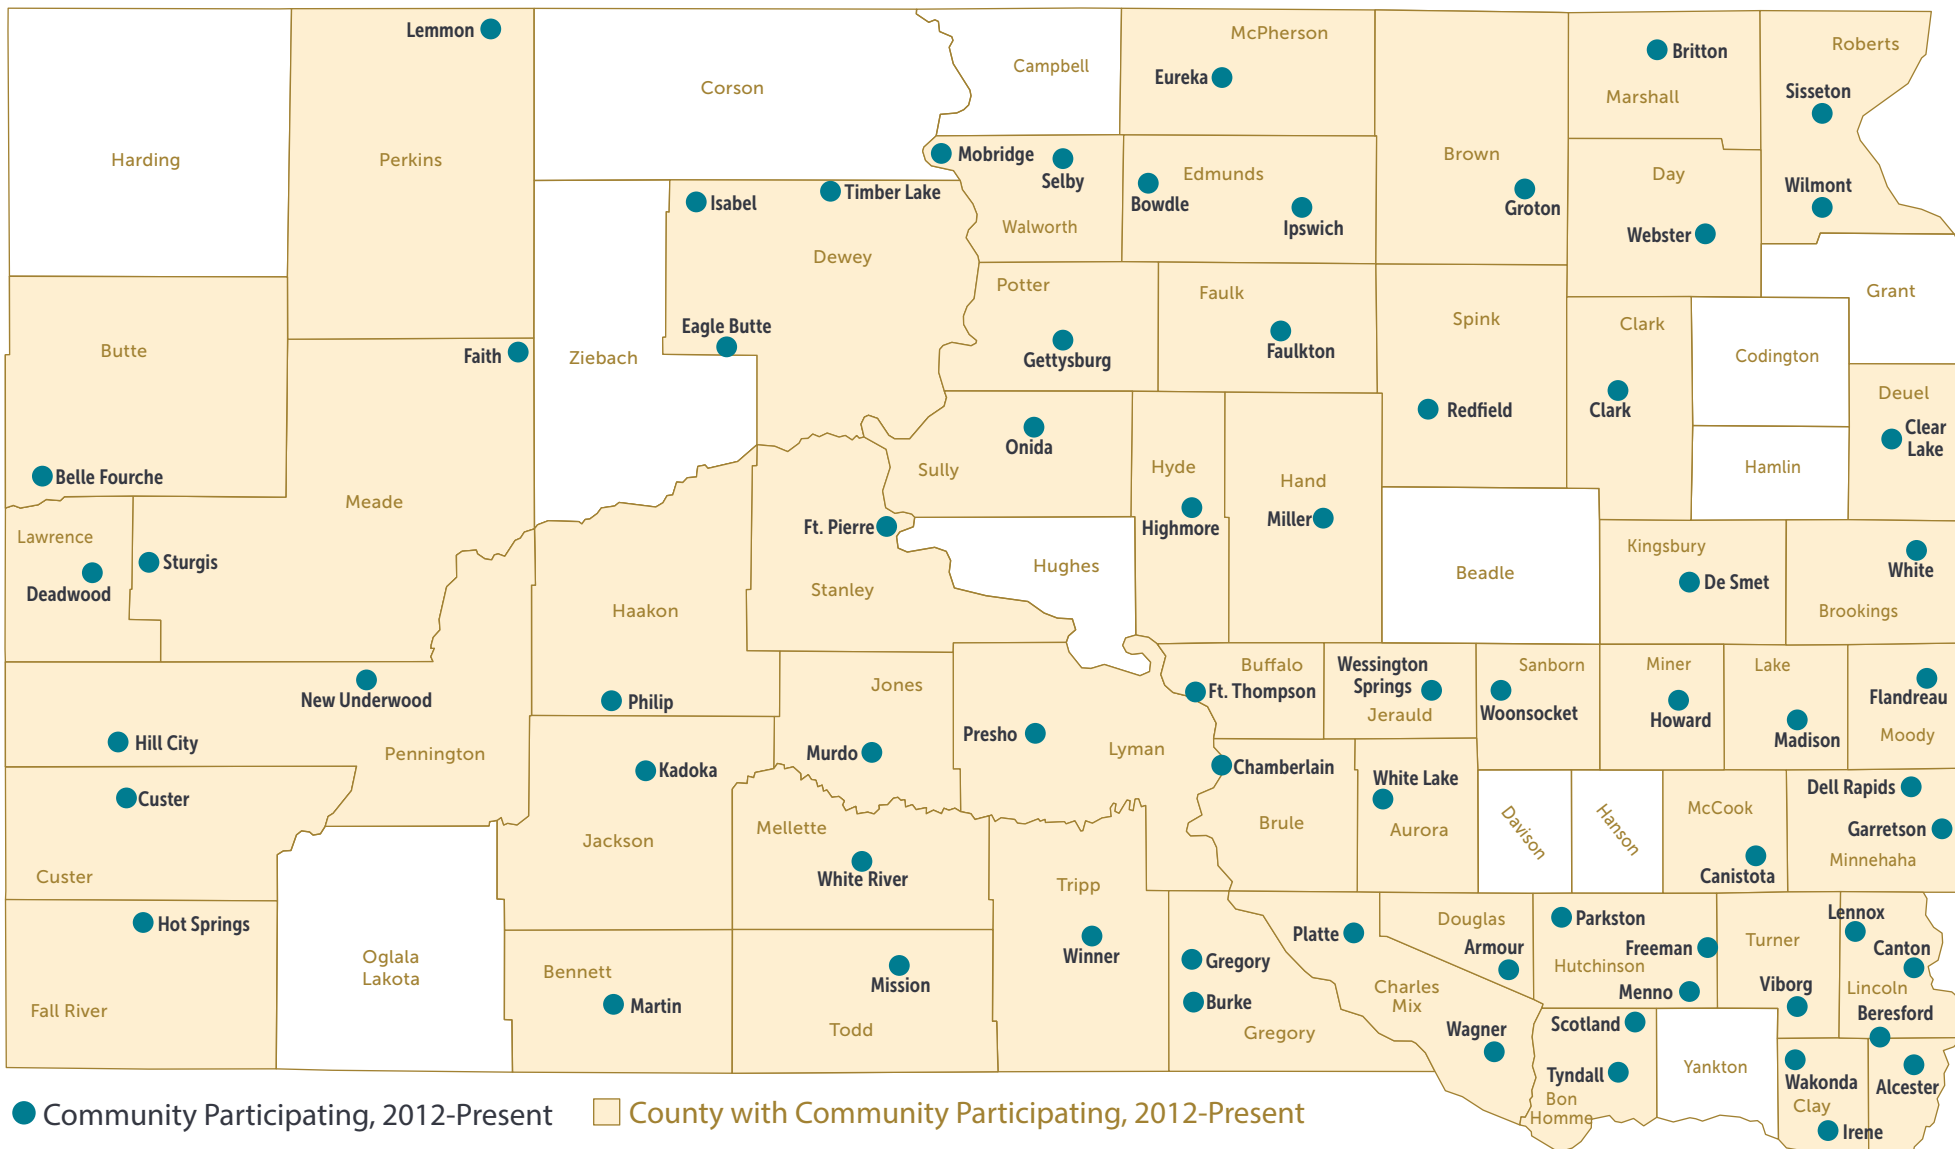 Lemmon
McPherson
Roberts
Britton
Campbell
Eureka
Corson
Sisseton
Marshall
Harding
Perkins
Mobridge
Selby
Edmunds
Brown
Day
Wilmont
Isabel
Timber Lake
Bowdle
Groton
Walworth
Ipswich
Webster
Dewey
Potter
Faulk
Grant
Spink
Clark
Eagle Butte
Butte
Faith
Ziebach
Gettysburg
Faulkton
Codington
Deuel
Redfield
Clark
Clear
Lake
Onida
Belle Fourche
Sully
Hyde
Hamlin
Meade
Hand
Ft. Pierre
Highmore
Miller
Lawrence
Kingsbury
Sturgis
Hughes
Beadle
White
De Smet
Deadwood
Stanley
Haakon
Brookings
Buffalo
Wessington
Springs
Sanborn
Miner
Lake
Jones
Ft. Thompson
Flandreau
New Underwood
Philip
Jerauld
Woonsocket
Howard
Presho
Madison
Moody
Hill City
Pennington
Murdo
Lyman
Kadoka
Chamberlain
White Lake
Custer
Dell Rapids
McCook
Mellette
Brule
Aurora
Davison
Hanson
Garretson
Jackson
Minnehaha
Custer
White River
Tripp
Canistota
Hot Springs
Platte
Douglas
Parkston
Lennox
Armour
Freeman
Turner
Canton
Oglala
Lakota
Winner
Gregory
Hutchinson
Bennett
Mission
Charles
Mix
Menno
Viborg
Lincoln
Martin
Burke
Fall River
Todd
Gregory
Wagner
Scotland
Beresford
Tyndall
Yankton
Wakonda
Alcester
Bon
Homme
Clay
Irene
Community Participating, 2012-Present
County with Community Participating, 2012-Present